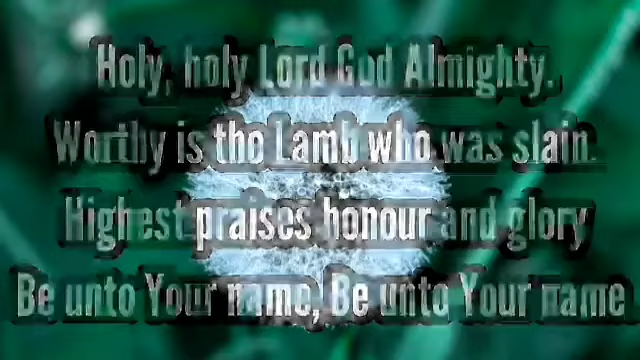 Holy, holy Lord God Almighty.
Worthy is the Lamb who was slain.
Highest praises honour and glory
Be unto Your name, Be unto Your name